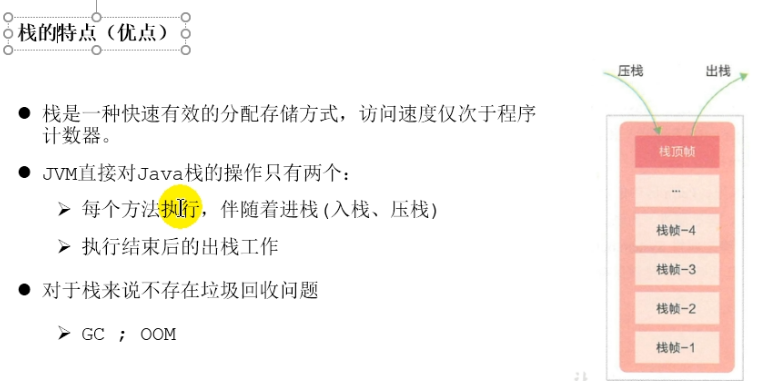 栈的特点（优点）
● 栈是一种快速有效的分配存储方式，访问速度仅次于程序
计数器。
● JVM直接对Java栈的操作只有两个：
➢ 每个方法执行，伴随着进栈(入栈、压栈)
➢ 执行结束后的出栈工作
● 对于栈来说不存在垃圾回收问题
➢ GC ; OOM
压栈 出栈
栈顶帧
...
栈帧-4
栈帧-3
栈帧-2
栈帧-1